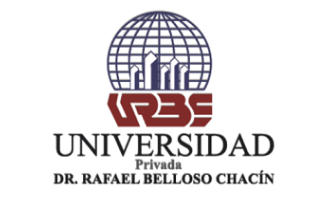 URBE
UNIVERSIDAD
Privada
DR. RAFAEL BELLOSO CHACÍN